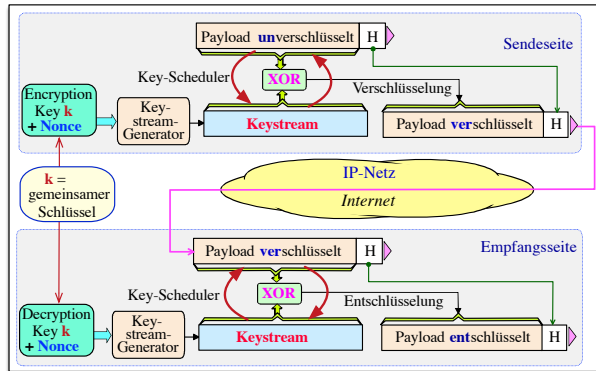 Payload unverschlüsselt H
Sendeseite
Key-Scheduler
XOR
Verschlüsselung
Encryption
Key k
+ Nonce
Key-
stream-
Generator
Keystream
Payload verschlüsselt H
k =
gemeinsamer
Schlüssel
IP-Netz
Internet
Payload verschlüsselt H
Empfangsseite
Key-Scheduler
XOR
Entschlüsselung
Decryption
Key k
+ Nonce
Key-
stream-
Generator
Keystream
Payload entschlüsselt H